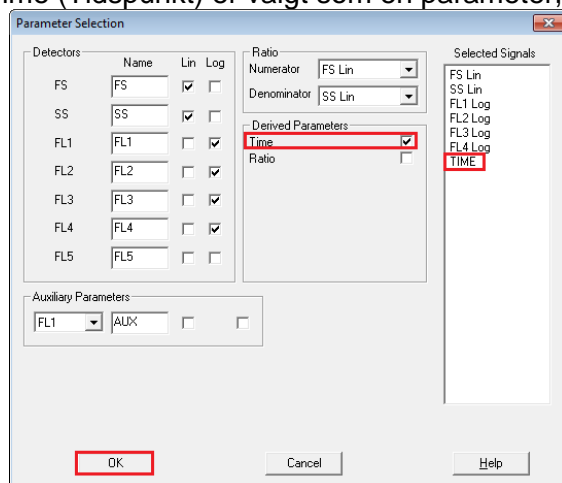 ime (Tidspunkt) er valgt som en parameter,
Parameter Selection
Detectors
Name Lin Log
FS FS
SS SS
FL1 FL1
FL2 FL2
FL3 FL3
FL4 FL4
FL5 FL5
Auxiliary Parameters
FL1 AUX
Ratio
Numerator FS Lin
Denominator SS Lin
Derived Parameters
Time
Ratio
Selected Signals
FS Lin
SS Lin
FL1 Log
FL2 Log
FL3 Log
FL4 Log
TIME
OK Cancel Help